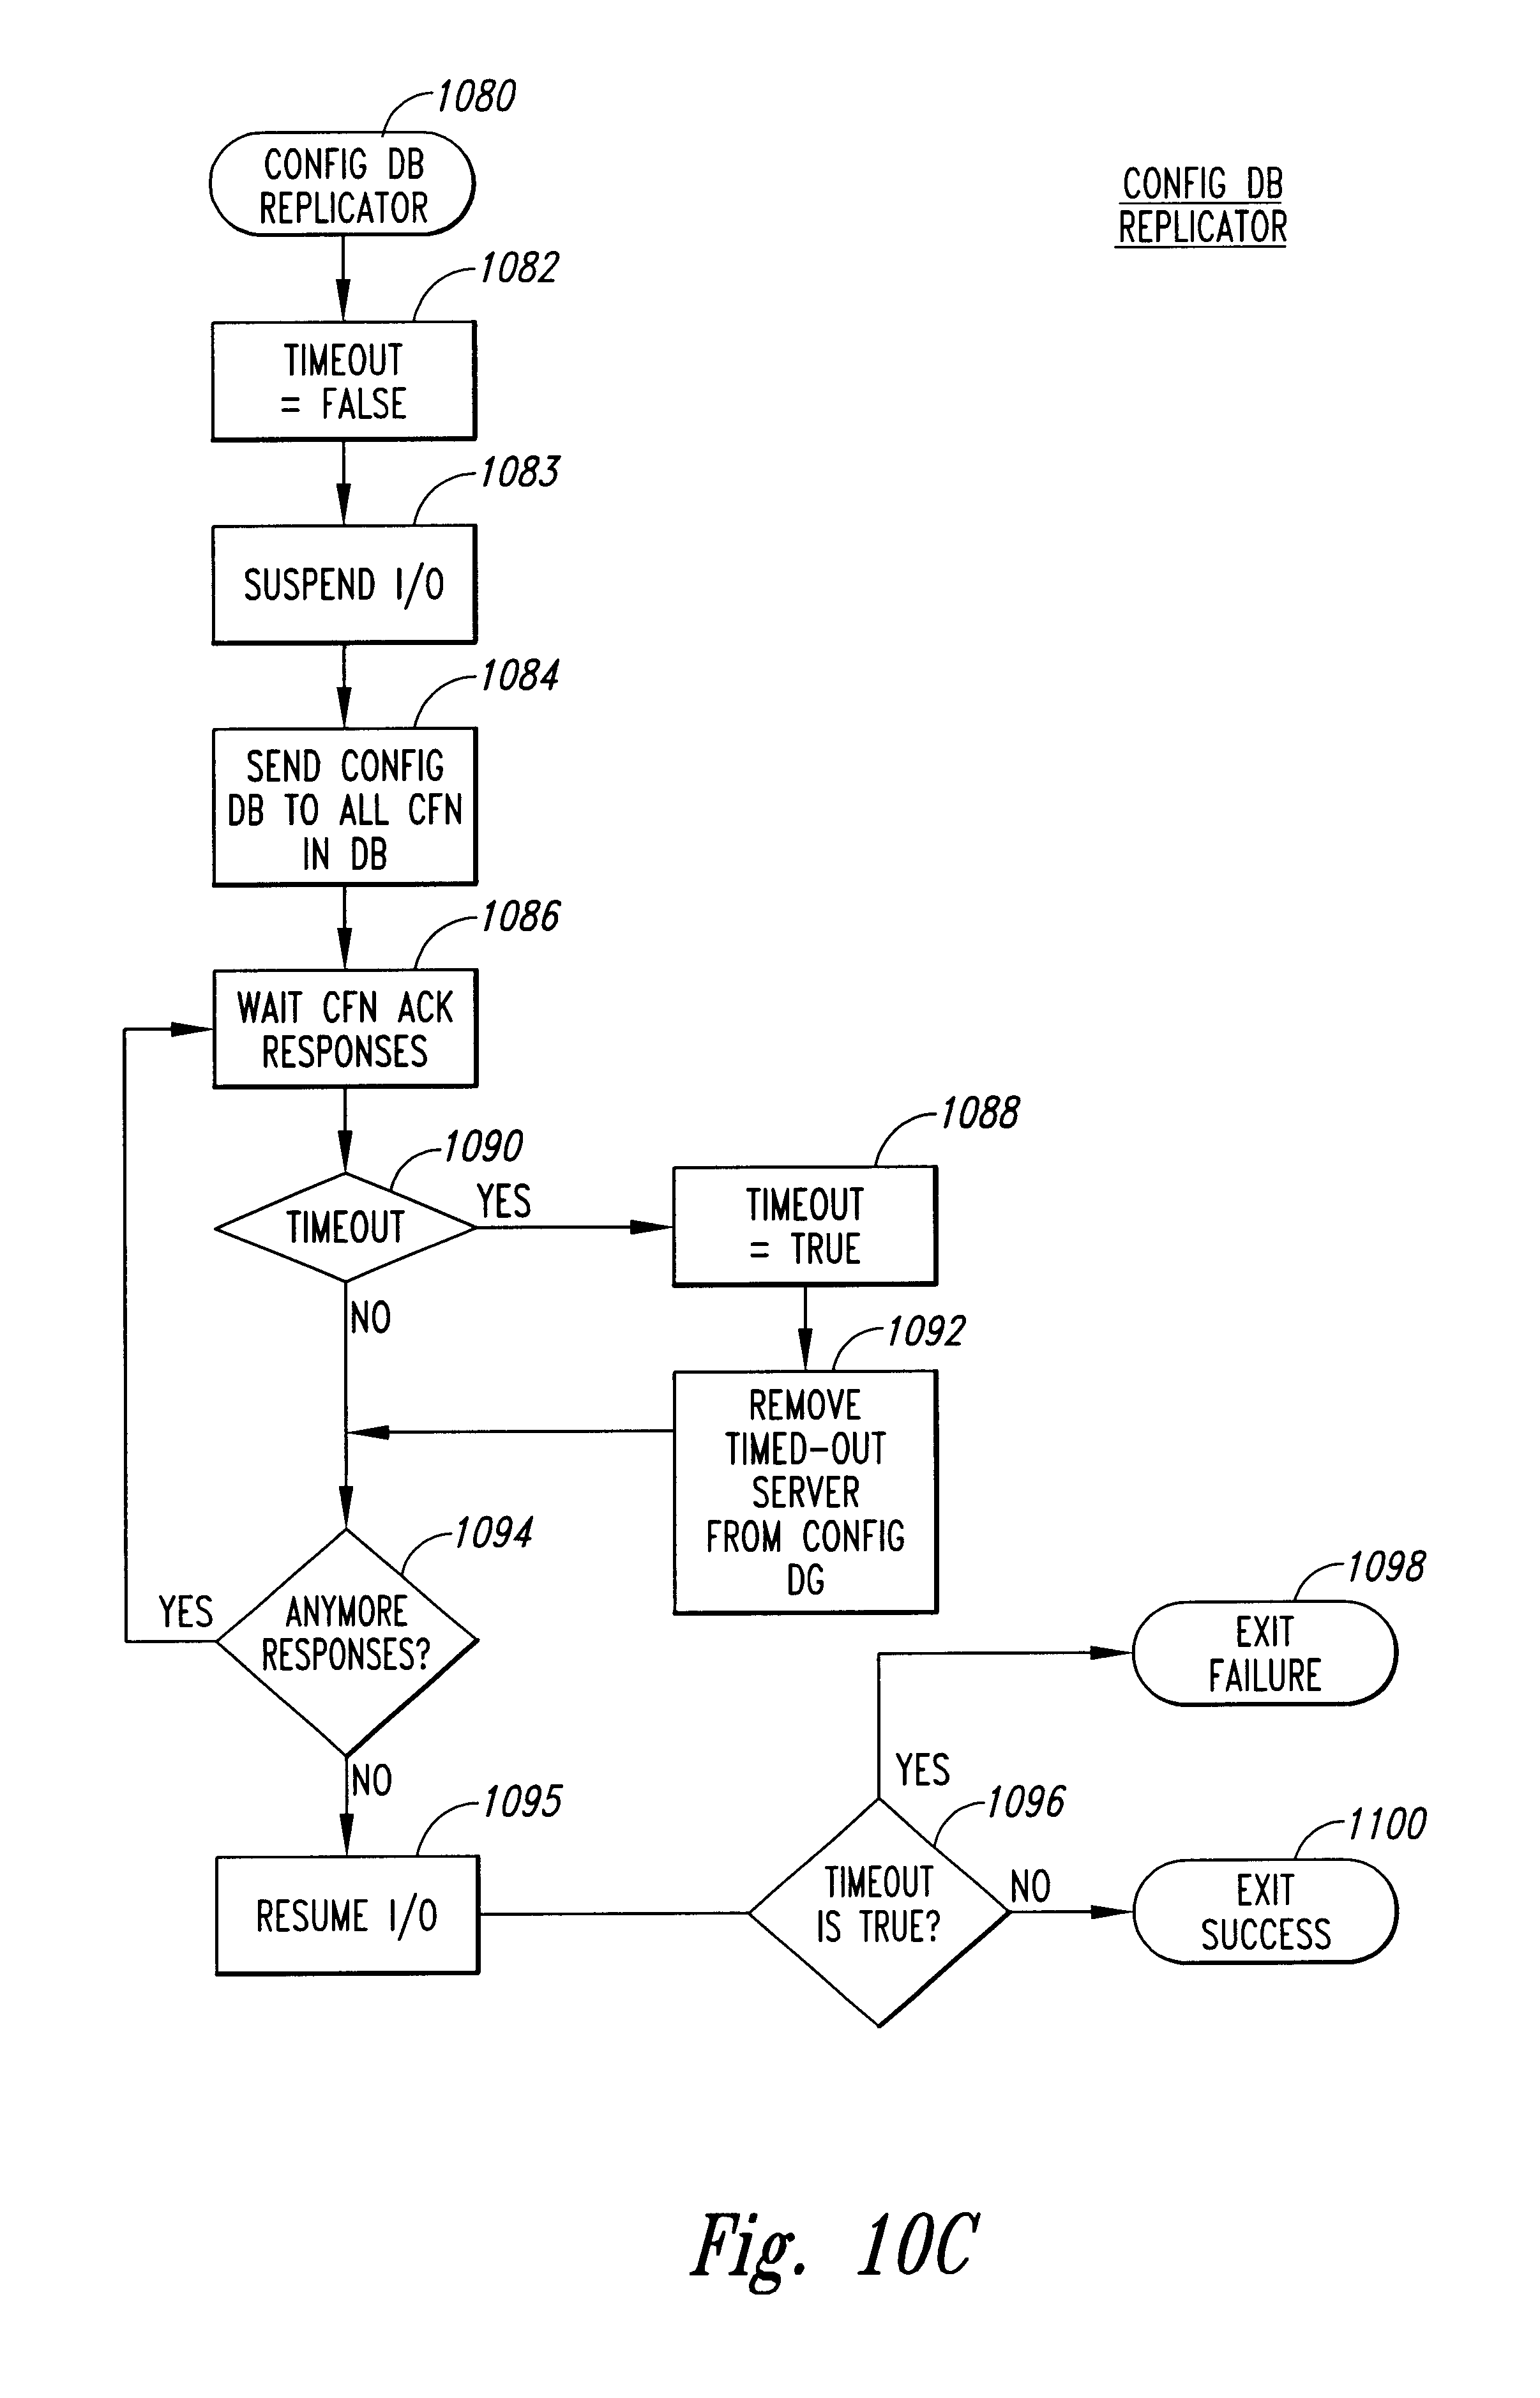 1080
CONFIG DB
REPLICATOR
CONFIG DB
REPLICATOR
1082
TIMEOUT
= FALSE
1083
SUSPEND I/O
1084
SEND CONFIG
DB TO ALL CFN
IN DB
1086
WAIT CFN ACK
RESPONSES
1090
TIMEOUT
YES
NO
1088
TIMEOUT
= TRUE
1092
REMOVE
TIMED-OUT
SERVER
FROM CONFIG
DG
1094
ANYMORE
RESPONSES?
YES
NO
1095
RESUME I/O
1096
TIMEOUT
IS TRUE?
YES
NO
1098
EXIT
FAILURE
1100
EXIT
SUCCESS
Fig. 10C